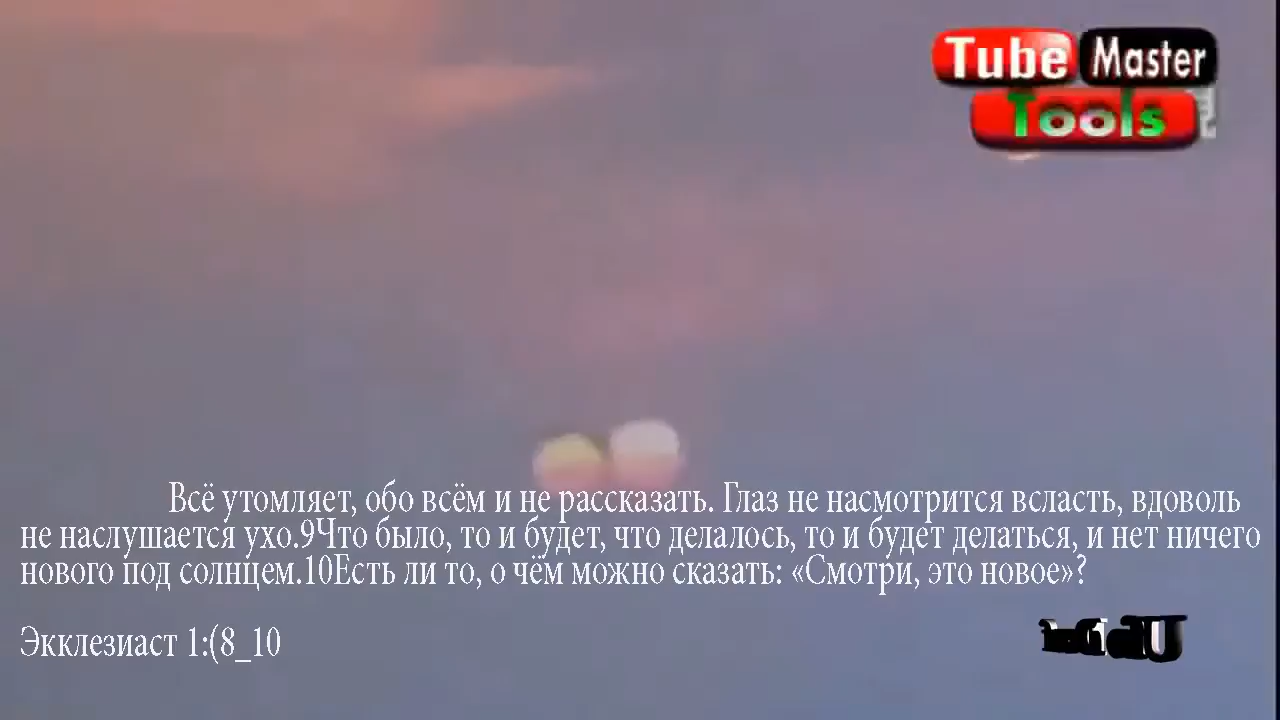 Tube Master
Tools
Всё утомляет, обо всём и не рассказать. Глаз не насмотрится всласть, вдоволь
не наслушается ухо.9Что было, то и будет, что делалось, то и будет делаться, и нет ничего
нового под солнцем.10Есть ли то, о чём можно сказать: «Смотри, это новое»?
Экклезиаст 1:(8_10